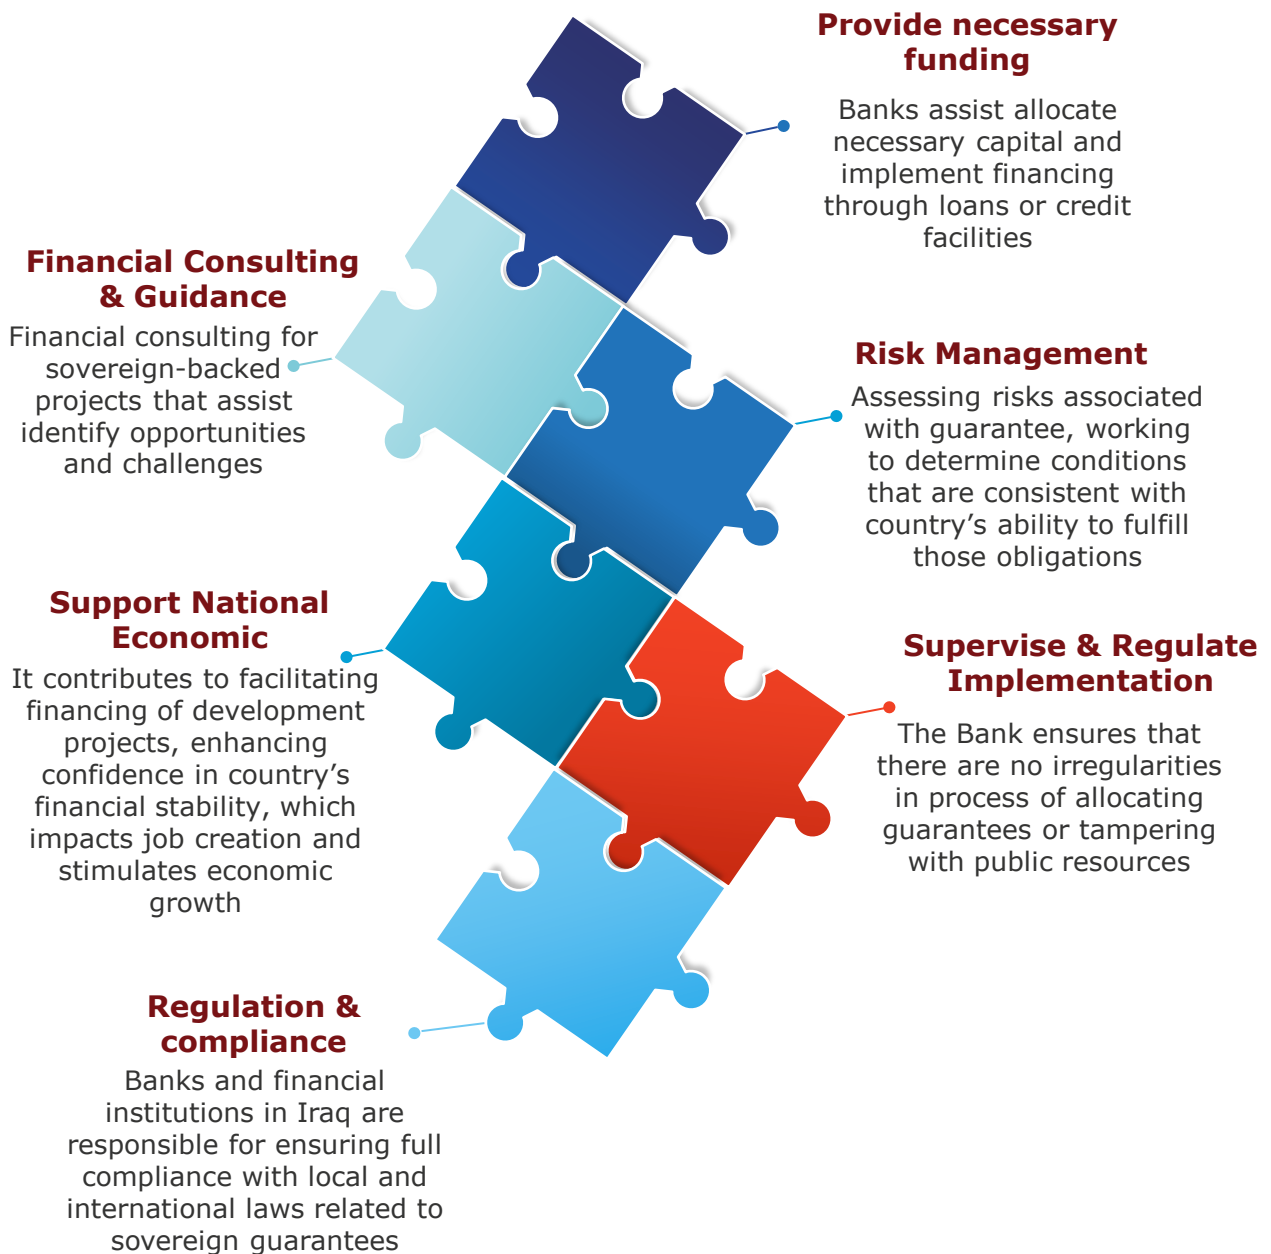 Provide necessary
funding
Banks assist allocate
necessary capital and
implement financing
through loans or credit
facilities
Financial Consulting
& Guidance
Financial consulting for
sovereign-backed
projects that assist
identify opportunities
and challenges
Risk Management
Assessing risks associated
with guarantee, working
to determine conditions
that are consistent with
country’s ability to fulfill
those obligations
Support National
Economic
It contributes to facilitating
financing of development
projects, enhancing
confidence in country’s
financial stability, which
impacts job creation and
stimulates economic
growth
Supervise & Regulate
Implementation
The Bank ensures that
there are no irregularities
in process of allocating
guarantees or tampering
with public resources
Regulation &
compliance
Banks and financial
institutions in Iraq are
responsible for ensuring full
compliance with local and
international laws related to
sovereign guarantees